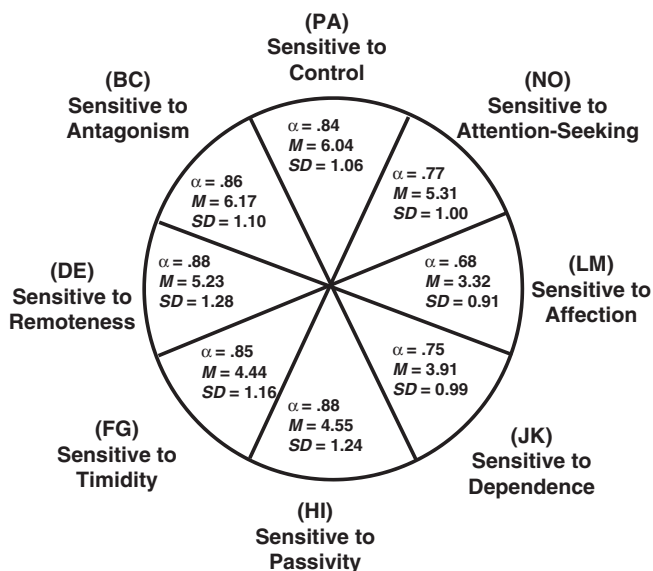 (PA)
Sensitive to
Control
(BC)
Sensitive to
Antagonism
(NO)
Sensitive to
Attention-Seeking
α = .84
M = 6.04
SD = 1.06
α = .86
M = 6.17
SD = 1.10
α = .77
M = 5.31
SD = 1.00
(DE)
Sensitive to
Remoteness
α = .88
M = 5.23
SD = 1.28
α = .68
M = 3.32
SD = 0.91
(LM)
Sensitive to
Affection
α = .85
M = 4.44
SD = 1.16
α = .88
M = 4.55
SD = 1.24
α = .75
M = 3.91
SD = 0.99
(FG)
Sensitive to
Timidity
(JK)
Sensitive to
Dependence
(HI)
Sensitive to
Passivity